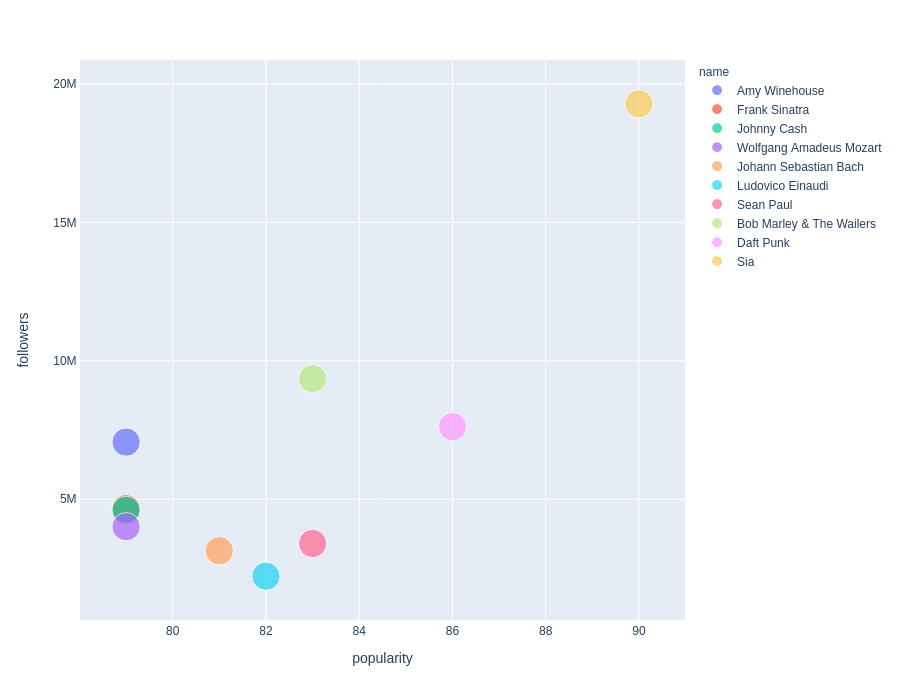 20M
15M
10M
5M
80
82
84
86
88
90
popularity
followers
name
Amy Winehouse
Frank Sinatra
Johnny Cash
Wolfgang Amadeus Mozart
Johann Sebastian Bach
Ludovico Einaudi
Sean Paul
Bob Marley & The Wailers
Daft Punk
Sia